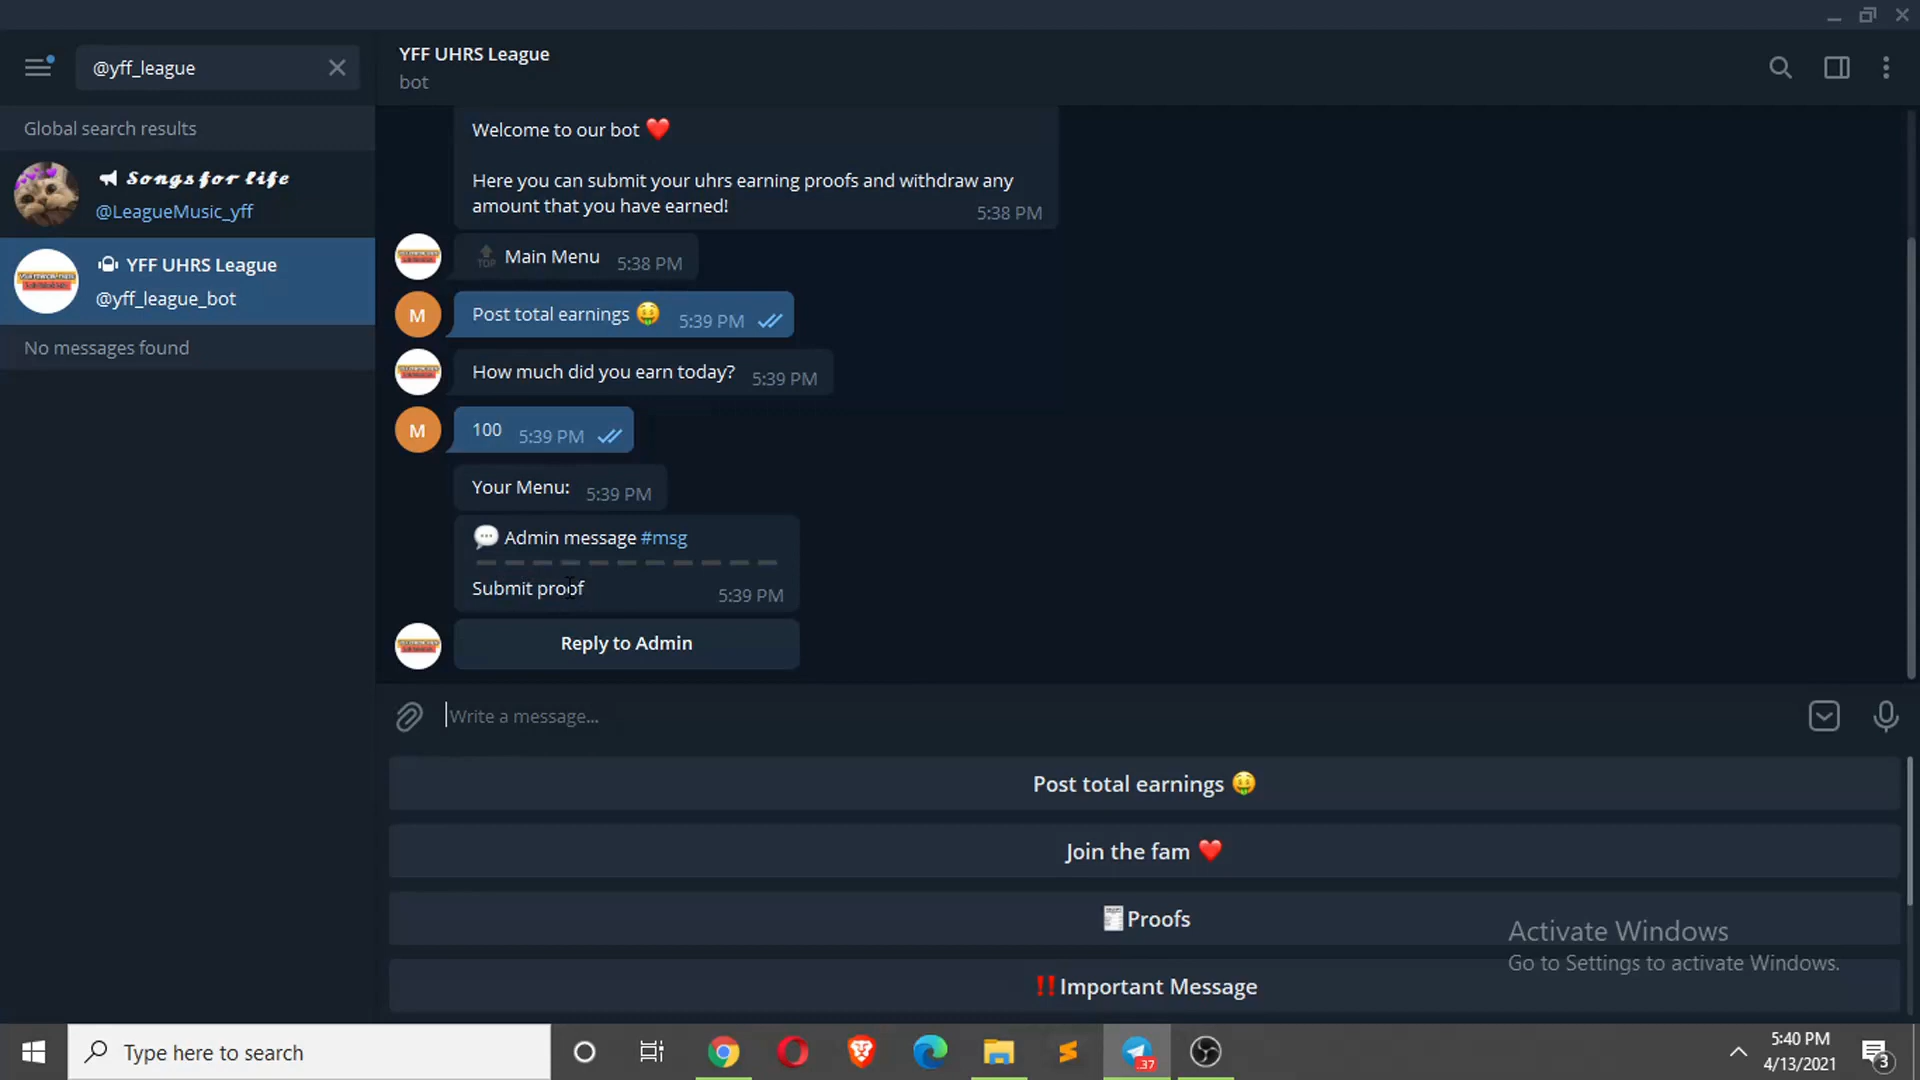 @yff_league
YFF UHRS League
bot
Global search results
Songs for life
@LeagueMusic_yff
YFF UHRS League
@yff_league_bot
No messages found
Welcome to our bot ❤️
Here you can submit your uhrs earning proofs and withdraw any
amount that you have earned!
5:38 PM
TOP Main Menu 5:38 PM
M
Post total earnings 🤑 5:39 PM
How much did you earn today? 5:39 PM
M
100 5:39 PM
Your Menu: 5:39 PM
💬 Admin message #msg
Submit proof 5:39 PM
Reply to Admin
Write a message...
Post total earnings 🤑
Join the fam ❤️
🧾Proofs
‼️Important Message
Activate Windows
Go to Settings to activate Windows.
Type here to search
.37
5:40 PM
4/13/2021
3